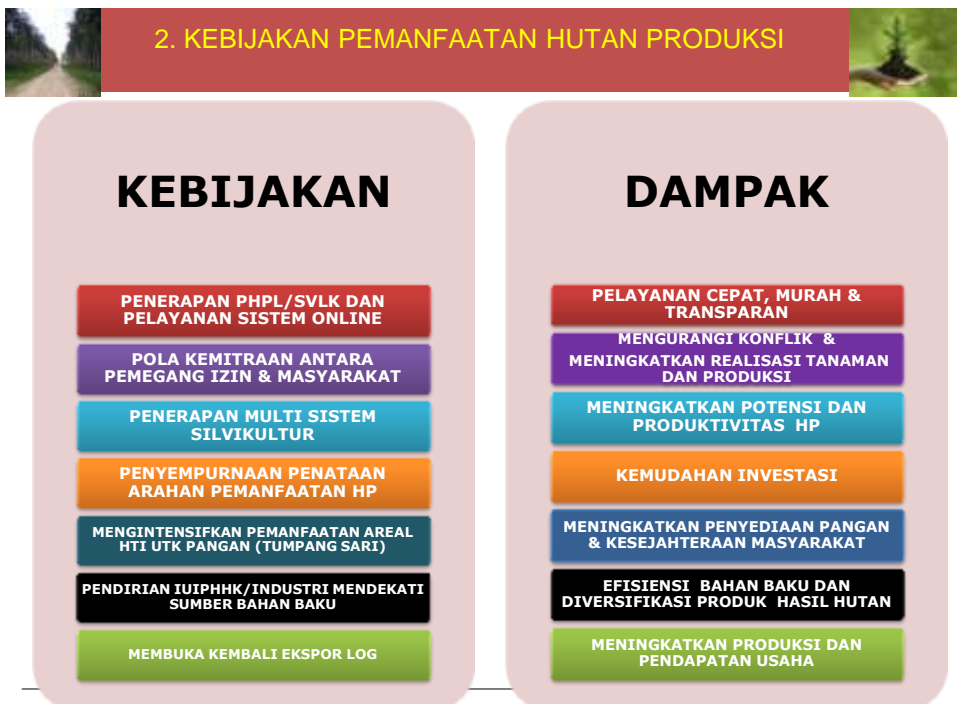 2. KEBIJAKAN PEMANFAATAN HUTAN PRODUKSI
KEBIJAKAN
PENERAPAN PHPL/SVLK DAN
PELAYANAN SISTEM ONLINE
POLA KEMITRAAN ANTARA
PEMEGANG IZIN & MASYARAKAT
PENERAPAN MULTI SISTEM
SILVIKULTUR
PENYEMPURNAAN PENATAAN
ARAHAN PEMANFAATAN HP
MENGINTENSIFKAN PEMANFAATAN AREAL
HTI UTK PANGAN (TUMPANG SARI)
PENDIRIAN IUIPHHK/INDUSTRI MENDEKATI
SUMBER BAHAN BAKU
MEMBUKA KEMBALI EKSPOR LOG
DAMPAK
PELAYANAN CEPAT, MURAH &
TRANSPARAN
MENGURANGI KONFLIK &
MENINGKATKAN REALISASI TANAMAN
DAN PRODUKSI
MENINGKATKAN POTENSI DAN
PRODUKTIVITAS HP
KEMUDAHAN INVESTASI
MENINGKATKAN PENYEDIAAN PANGAN
& KESEJAHTERAAN MASYARAKAT
EFISIENSI BAHAN BAKU DAN
DIVERSIFIKASI PRODUK HASIL HUTAN
MENINGKATKAN PRODUKSI DAN
PENDAPATAN USAHA